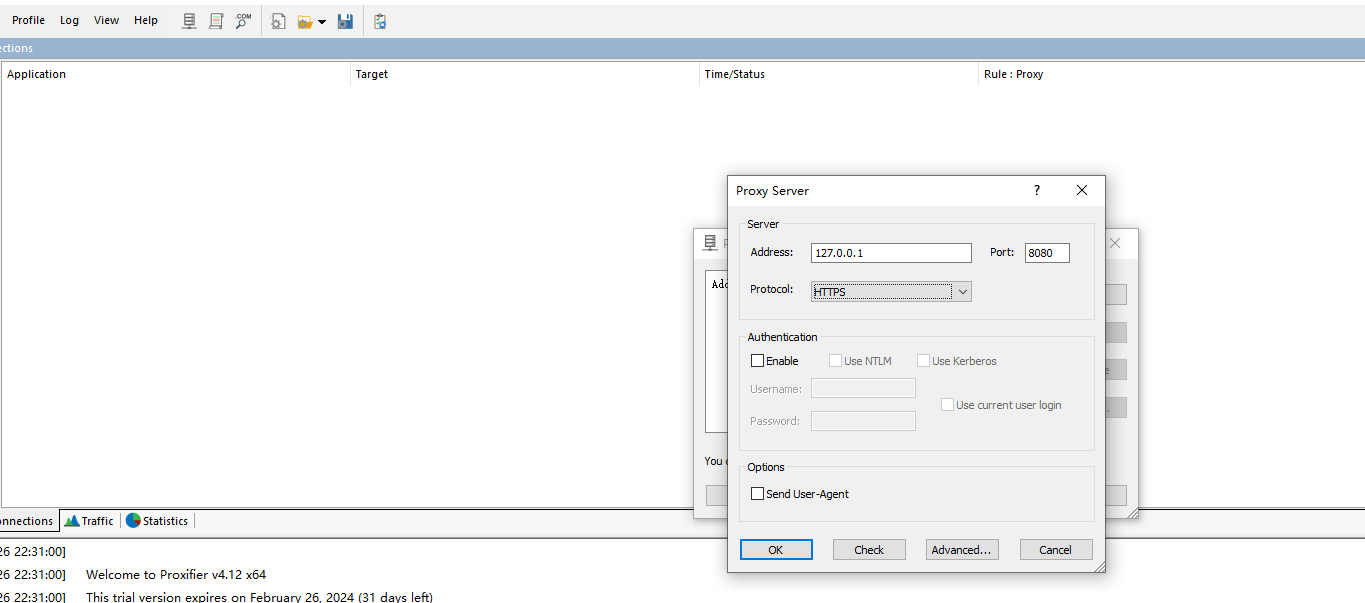 Profile Log View Help .COM
ctions
Application Target Time/Status Rule : Proxy
Proxy Server ?
Server
Address: 127.0.0.1 Port: 8080
Add
Protocol: HTTPS
Authentication
Enable Use NTLM Use Kerberos
Username:
Use current user login
Password:
You
Options
Send User-Agent
onnections Traffic Statistics
OK Check Advanced... Cancel
26 22:31:00]
26 22:31:00] Welcome to Proxifier v4.12 x64
26 22:31:00] This trial version expires on February 26, 2024 (31 days left)